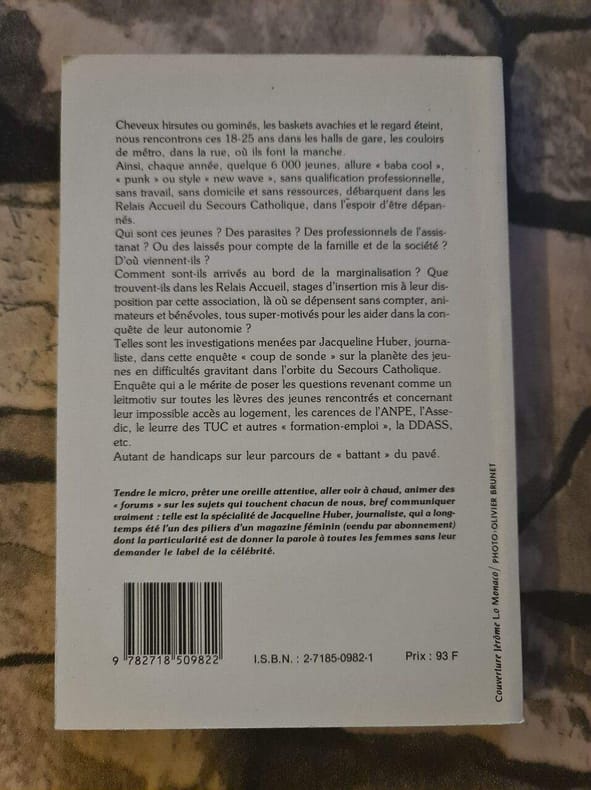 Cheveux hirsutes ou gominés, les baskets avachies et le regard éteint,
nous rencontrons ces 18-25 ans dans les halls de gare, les couloirs
de métro, dans la rue, où ils font la manche.
Ainsi, chaque année, quelque 6 000 jeunes, allure « baba cool »,
« punk » ou style « new wave », sans qualification professionnelle,
sans travail, sans domicile et sans ressources, débarquent dans les
Relais Accueil du Secours Catholique, dans l'espoir d'être dépan-
nés.
Qui sont ces jeunes ? Des parasites ? Des professionnels de l'assis-
tanat ? Ou des laissés pour compte de la famille et de la société ?
D'où viennent-ils ?
Comment sont-ils arrivés au bord de la marginalisation ? Que
trouvent-ils dans les Relais Accueil, stages d'insertion mis à leur dis-
position par cette association, là où se dépensent sans compter, ani-
mateurs et bénévoles, tous super-motivés pour les aider dans la con-
quête de leur autonomie ?
Telles sont les investigations menées par Jacqueline Huber, journa-
liste, dans cette enquête « coup de sonde » sur la planète des jeu-
nes en difficultés gravitant dans l'orbite du Secours Catholique.
Enquête qui a le mérite de poser les questions revenant comme un
leitmotiv sur toutes les lèvres des jeunes rencontrés et concernant
leur impossible accès au logement, les carences de l'ANPE, l'Asse-
dic, le leurre des TUC et autres « formation-emploi », la DDASS,
etc.
Autant de handicaps sur leur parcours de « battant » du pavé.
Tendre le micro, prêter une oreille attentive, aller voir à chaud, animer des
« forums » sur les sujets qui touchent chacun de nous, bref communiquer
vraiment : telle est la spécialité de Jacqueline Huber, journaliste, qui a long-
temps été l'un des piliers d'un magazine féminin (vendu par abonnement)
dont la particularité est de donner la parole à toutes les femmes sans leur
demander le label de la célébrité.
9 782718 509822
I.S.B.N. : 2-7185-0982-1
Prix : 93 F
Couverture Jérôme Lo Monaco / PHOTO : OLIVIER BRUNET